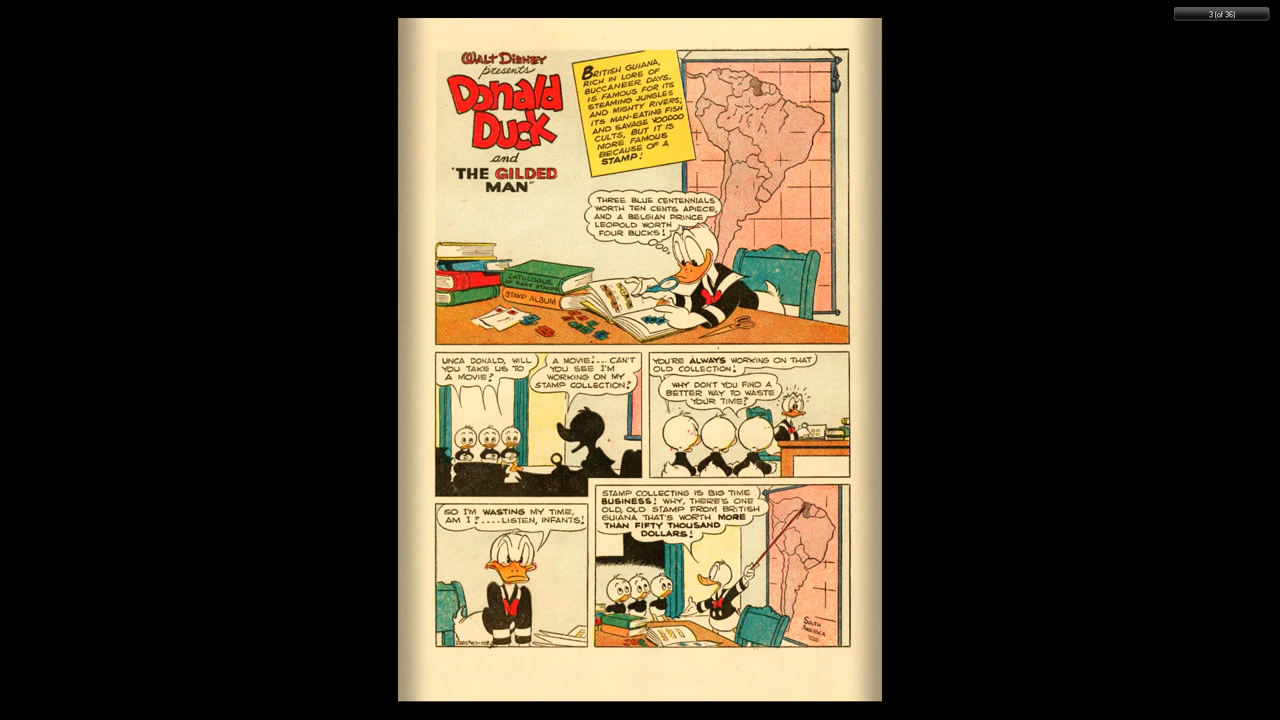 3 (of 36)
WALT DISNEY
presents
Donald
Duck
and
"THE GILDED
MAN"
BRITISH GUIANA,
RICH IN LORE OF
BUCCANEER DAYS,
IS FAMOUS FOR ITS
STEAMING JUNGLES
AND MIGHTY RIVERS;
ITS MAN-EATING FISH
AND SAVAGE VOODOO
CULTS, BUT IT IS
MORE FAMOUS
BECAUSE OF A
STAMP!
THREE BLUE CENTENNIALS
WORTH TEN CENTS APIECE,
AND A BELGIAN PRINCE
LEOPOLD WORTH
FOUR BUCKS!
CATALOGUE
OF RARE STAMPS
STAMP ALBUM
UNCA DONALD, WILL
YOU TAKE US TO
A MOVIE?
A MOVIE!... CAN'T
YOU SEE I'M
WORKING ON MY
STAMP COLLECTION?
YOU'RE ALWAYS WORKING ON THAT
OLD COLLECTION!
WHY DON'T YOU FIND A
BETTER WAY TO WASTE
YOUR TIME?
SO I'M WASTING MY TIME,
AM I?....LISTEN, INFANTS!
STAMP COLLECTING IS BIG TIME
BUSINESS! WHY, THERE'S ONE
OLD, OLD STAMP FROM BRITISH
GUIANA THAT'S WORTH MORE
THAN FIFTY THOUSAND
DOLLARS!
SOUTH
AMERICA